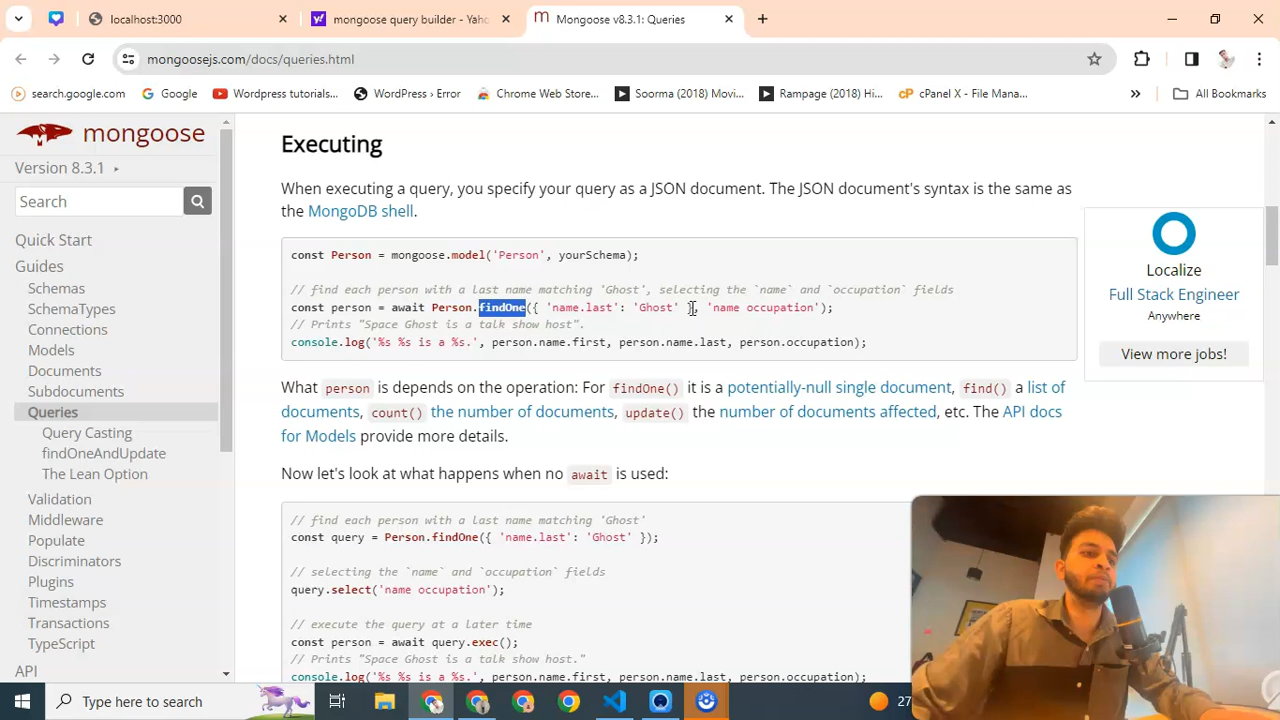 localhost:3000
mongoose query builder - Yaho
Mongoose v8.3.1: Queries
mongoosejs.com/docs/queries.html
search.google.com
Google
Wordpress tutorials...
WordPress › Error
Chrome Web Store...
Soorma (2018) Movi...
Rampage (2018) Hi...
cPanel X - File Mana...
All Bookmarks
mongoose
Version 8.3.1
Search
Quick Start
Guides
Schemas
SchemaTypes
Connections
Models
Documents
Subdocuments
Queries
Query Casting
findOneAndUpdate
The Lean Option
Validation
Middleware
Populate
Discriminators
Plugins
Timestamps
Transactions
TypeScript
API
Executing
When executing a query, you specify your query as a JSON document. The JSON document's syntax is the same as
the MongoDB shell.
const Person = mongoose.model('Person', yourSchema);
// find each person with a last name matching 'Ghost', selecting the `name` and `occupation` fields
const person = await Person.findOne({ 'name.last': 'Ghost' }, 'name occupation');
// Prints "Space Ghost is a talk show host".
console.log('%s %s is a %s.', person.name.first, person.name.last, person.occupation);
What person is depends on the operation: For findOne() it is a potentially-null single document, find() a list of
documents, count() the number of documents, update() the number of documents affected, etc. The API docs
for Models provide more details.
Now let's look at what happens when no await is used:
// find each person with a last name matching 'Ghost'
const query = Person.findOne({ 'name.last': 'Ghost' });
// selecting the `name` and `occupation` fields
query.select('name occupation');
// execute the query at a later time
const person = await query.exec();
// Prints "Space Ghost is a talk show host."
console.log('%s %s is a %s.', person.name.first, person.name.last, person.occupation);
Localize
Full Stack Engineer
Anywhere
View more jobs!
Type here to search
27